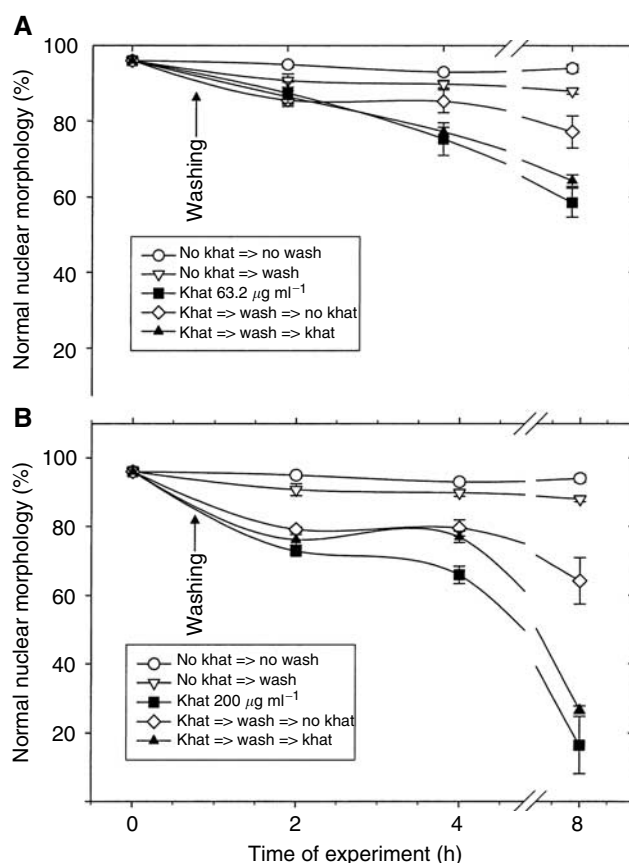 A
Normal nuclear morphology (%)
100
80
60
40
20
Washing
No khat => no wash
No khat => wash
Khat 63.2 µg ml⁻¹
Khat => wash => no khat
Khat => wash => khat
B
Normal nuclear morphology (%)
100
80
60
40
20
Washing
No khat => no wash
No khat => wash
Khat 200 µg ml⁻¹
Khat => wash => no khat
Khat => wash => khat
0 2 4 8
Time of experiment (h)